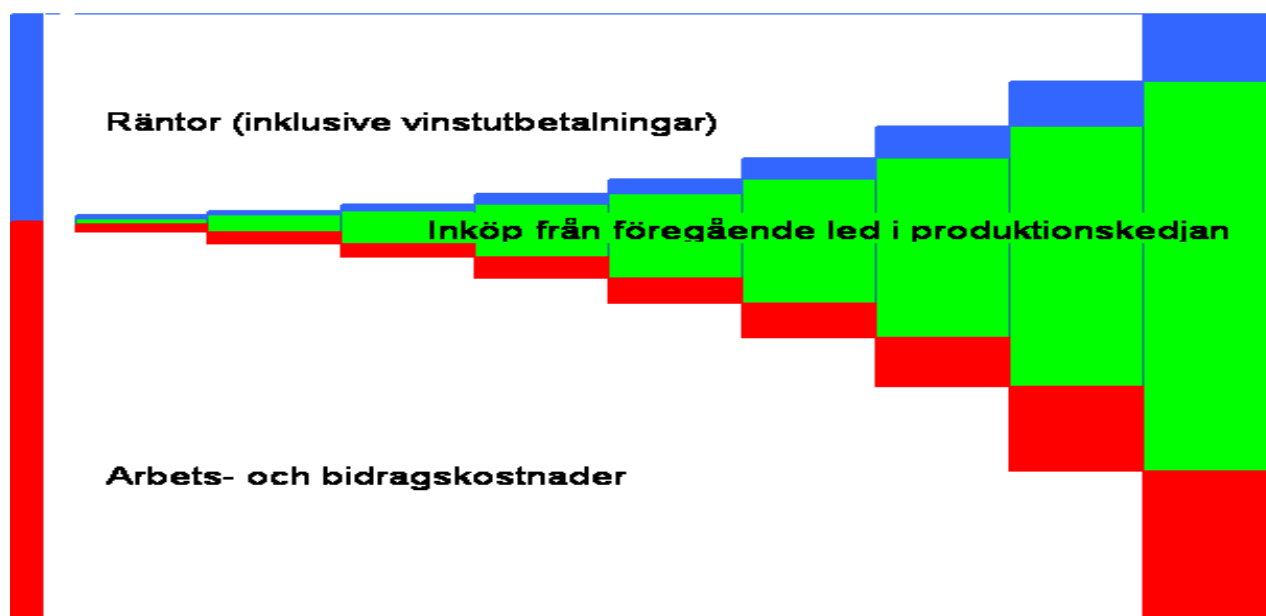 Räntor (inklusive vinstutbetalningar)
Inköp från föregående led i produktionskedjan
Arbets- och bidragskostnader